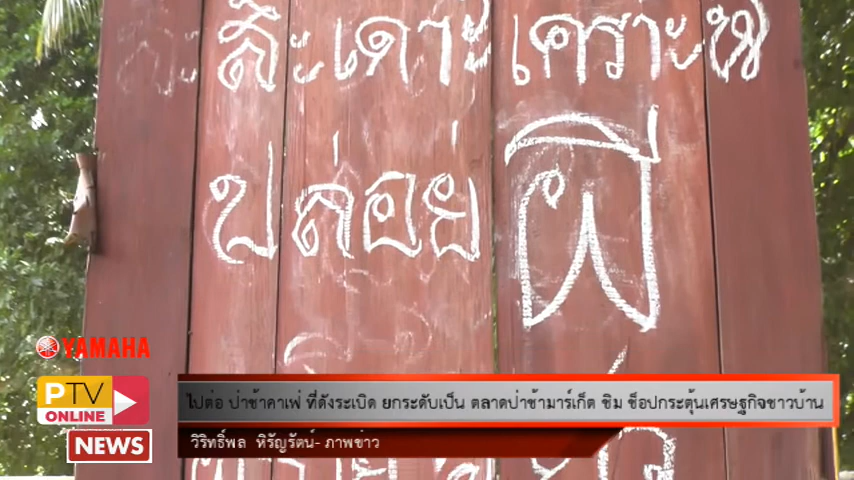 สะเดาะเคราะห์
ปล่อยผี
YAMAHA
PTV
ONLINE
NEWS
ไปต่อ ป่าช้าคาเฟ่ ที่ดังระเบิด ยกระดับเป็น ตลาดป่าช้ามาร์เก็ต ชิม ช็อปกระตุ้นเศรษฐกิจชาวบ้าน
วิริทธิ์พล หิรัญรัตน์- ภาพข่าว